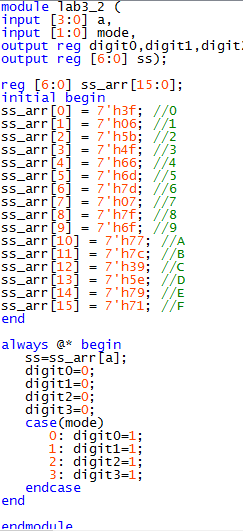 module lab3_2 (
input [3:0] a,
input [1:0] mode,
output reg digit0,digit1,digit2
output reg [6:0] ss);
reg [6:0] ss_arr[15:0];
initial begin
ss_arr[0] = 7'h3f; //0
ss_arr[1] = 7'h06; //1
ss_arr[2] = 7'h5b; //2
ss_arr[3] = 7'h4f; //3
ss_arr[4] = 7'h66; //4
ss_arr[5] = 7'h6d; //5
ss_arr[6] = 7'h7d; //6
ss_arr[7] = 7'h07; //7
ss_arr[8] = 7'h7f; //8
ss_arr[9] = 7'h6f; //9
ss_arr[10] = 7'h77; //A
ss_arr[11] = 7'h7c; //B
ss_arr[12] = 7'h39; //C
ss_arr[13] = 7'h5e; //D
ss_arr[14] = 7'h79; //E
ss_arr[15] = 7'h71; //F
end
always @* begin
ss=ss_arr[a];
digit0=0;
digit1=0;
digit2=0;
digit3=0;
case(mode)
0: digit0=1;
1: digit1=1;
2: digit2=1;
3: digit3=1;
endcase
end
endmodule